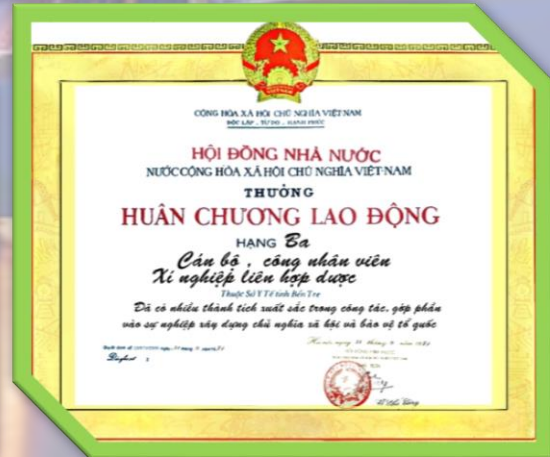 CỘNG HÒA XÃ HỘI CHỦ NGHĨA VIỆT NAM
ĐỘC LẬP - TỰ DO - HẠNH PHÚC
HỘI ĐỒNG NHÀ NƯỚC
NƯỚC CỘNG HÒA XÃ HỘI CHỦ NGHĨA VIỆT NAM
THƯỞNG
HUÂN CHƯƠNG LAO ĐỘNG
HẠNG Ba
Cán bộ, công nhân viên
Xí nghiệp liên hợp dược
Thuộc Sở Y Tế tỉnh Bến Tre
Đã có nhiều thành tích xuất sắc trong công tác, góp phần
vào sự nghiệp xây dựng chủ nghĩa xã hội và bảo vệ tổ quốc